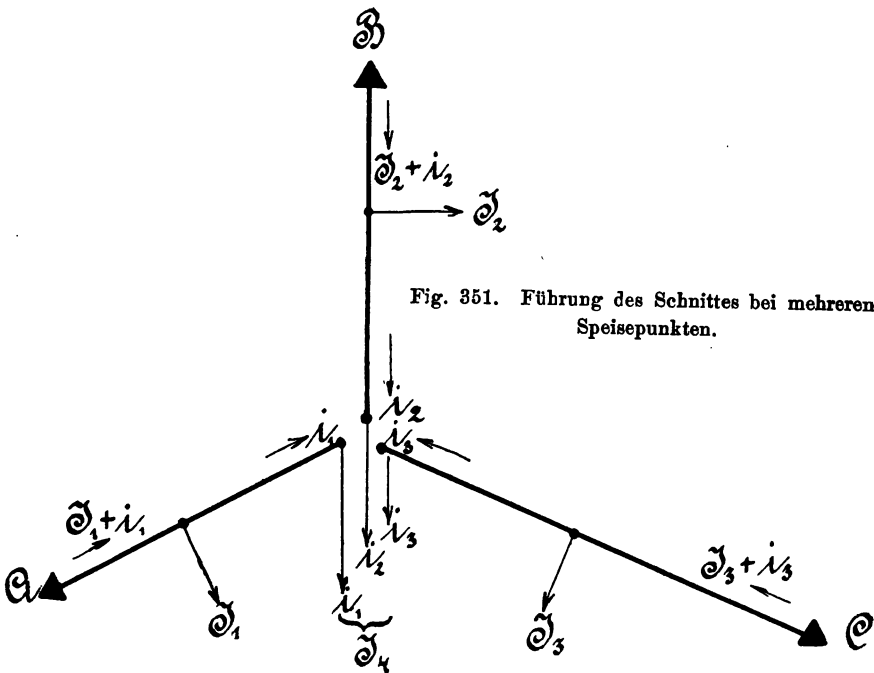 B
J₂ + i₂
J₂
Fig. 351. Führung des Schnittes bei mehreren
Speisepunkten.
i₂
i₁
i₃
J₁ + i₁
i₃
i₂
J₃ + i₃
A
i₁
J₁
J₃
C
J₄